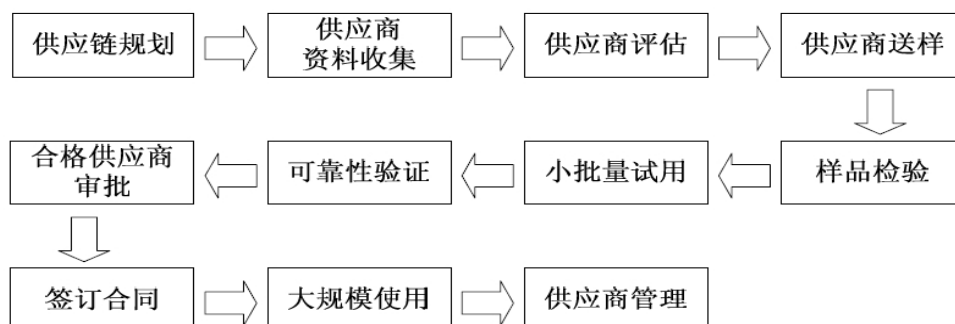 供应链规划
供应商
资料收集
供应商评估
供应商送样
样品检验
小批量试用
可靠性验证
合格供应商
审批
签订合同
大规模使用
供应商管理